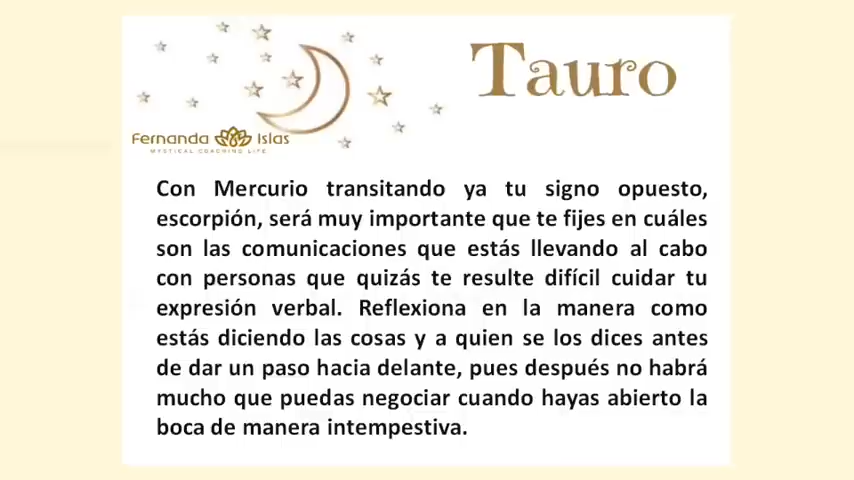 Tauro
Fernanda Islas
MYSTICAL COACHING LIFE
Con Mercurio transitando ya tu signo opuesto,
escorpión, será muy importante que te fijes en cuáles
son las comunicaciones que estás llevando al cabo
con personas que quizás te resulte difícil cuidar tu
expresión verbal. Reflexiona en la manera como
estás diciendo las cosas y a quien se los dices antes
de dar un paso hacia delante, pues después no habrá
mucho que puedas negociar cuando hayas abierto la
boca de manera intempestiva.